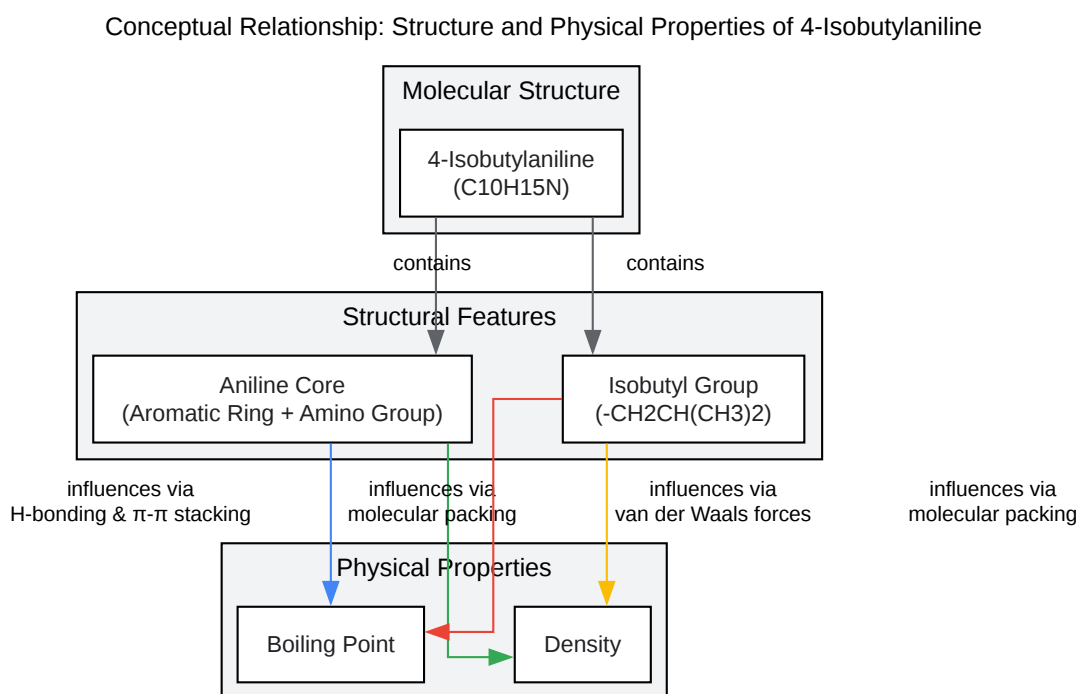 Conceptual Relationship: Structure and Physical Properties of 4-Isobutylaniline
Molecular Structure
4-Isobutylaniline
(C10H15N)
contains
contains
Structural Features
Aniline Core
(Aromatic Ring + Amino Group)
Isobutyl Group
(-CH2CH(CH3)2)
influences via
H-bonding & π-π stacking
influences via
molecular packing
influences via
van der Waals forces
influences via
molecular packing
Physical Properties
Boiling Point
Density